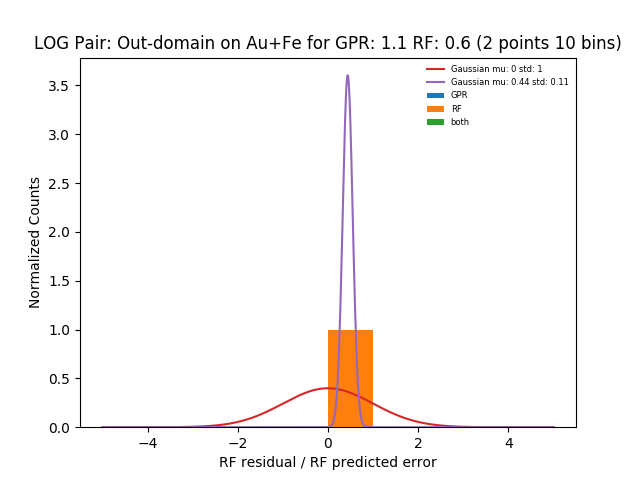 LOG Pair: Out-domain on Au+Fe for GPR: 1.1 RF: 0.6 (2 points 10 bins)
Gaussian mu: 0 std: 1
Gaussian mu: 0.44 std: 0.11
GPR
RF
both
Normalized Counts
3.5
3.0
2.5
2.0
1.5
1.0
0.5
0.0
−4
−2
0
2
4
RF residual / RF predicted error